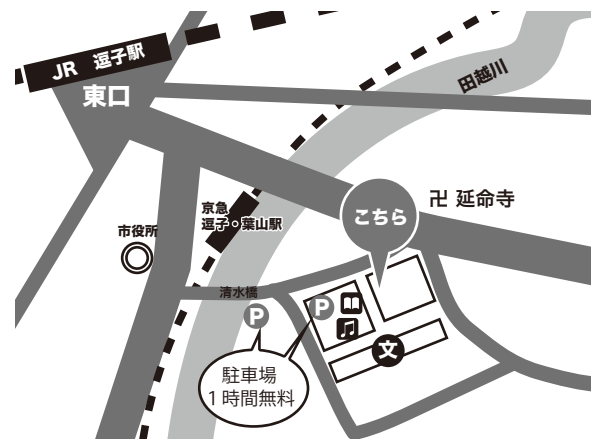 JR 逗子駅
東口
田越川
卍 延命寺
こちら
京急
逗子・葉山駅
市役所
清水橋
P
P
文
駐車場
1時間無料